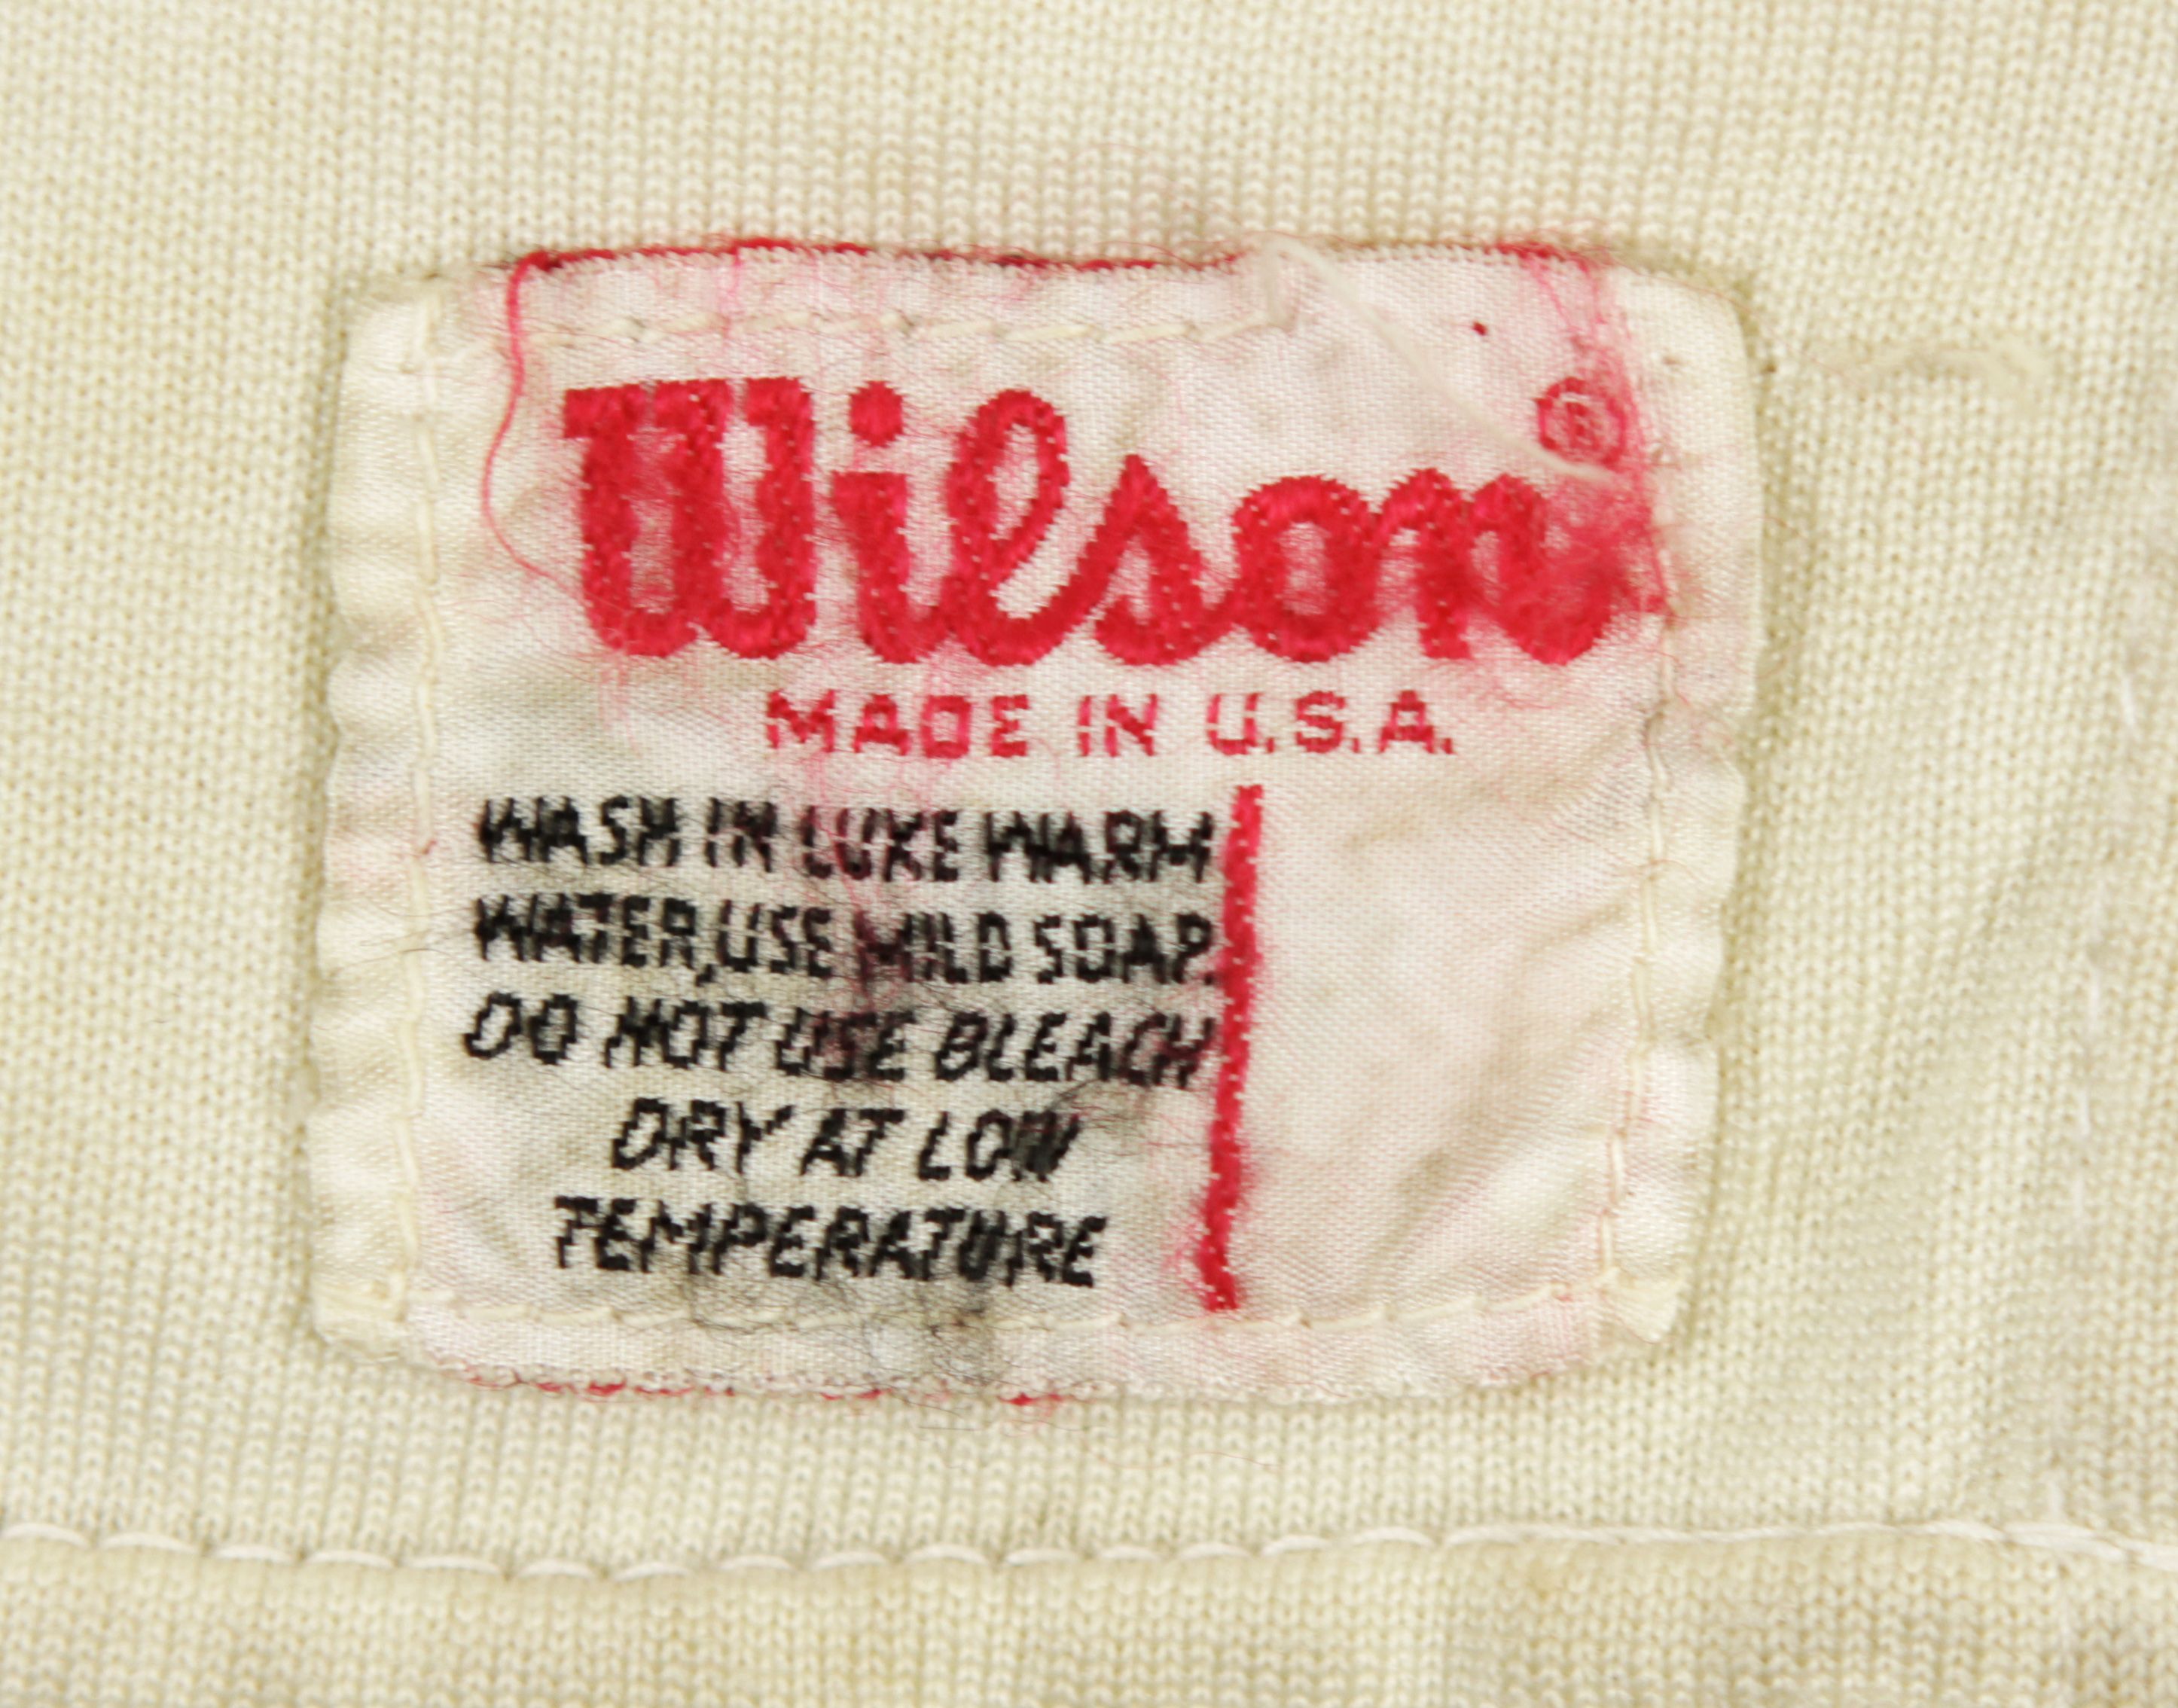 Wilson®
MADE IN U.S.A.
WASH IN LUKE WARM
WATER, USE MILD SOAP.
DO NOT USE BLEACH
DRY AT LOW
TEMPERATURE